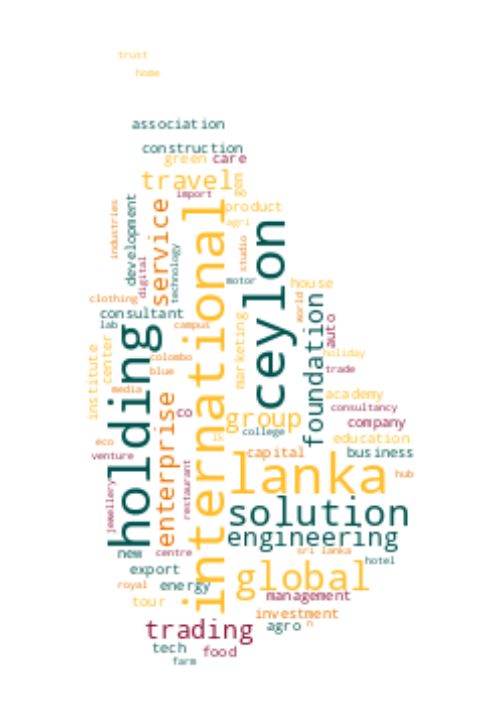 trust
home
association
construction
green
care
travel
gem
import
product
agri
industries
development
digital
service
technology
international
ceylon
studio
motor
house
clothing
world
consultant
lab
campus
holding
foundation
auto
marketing
institute
center
colombo
blue
holiday
trade
media
academy
consultancy
co
group
company
lk
college
education
eco
venture
enterprise
restaurant
capital
business
lanka
hub
jewellery
solution
engineering
new
centre
sri lanka
hotel
export
global
royal
energy
tour
management
investment
trading
agro
n
tech
food
farm